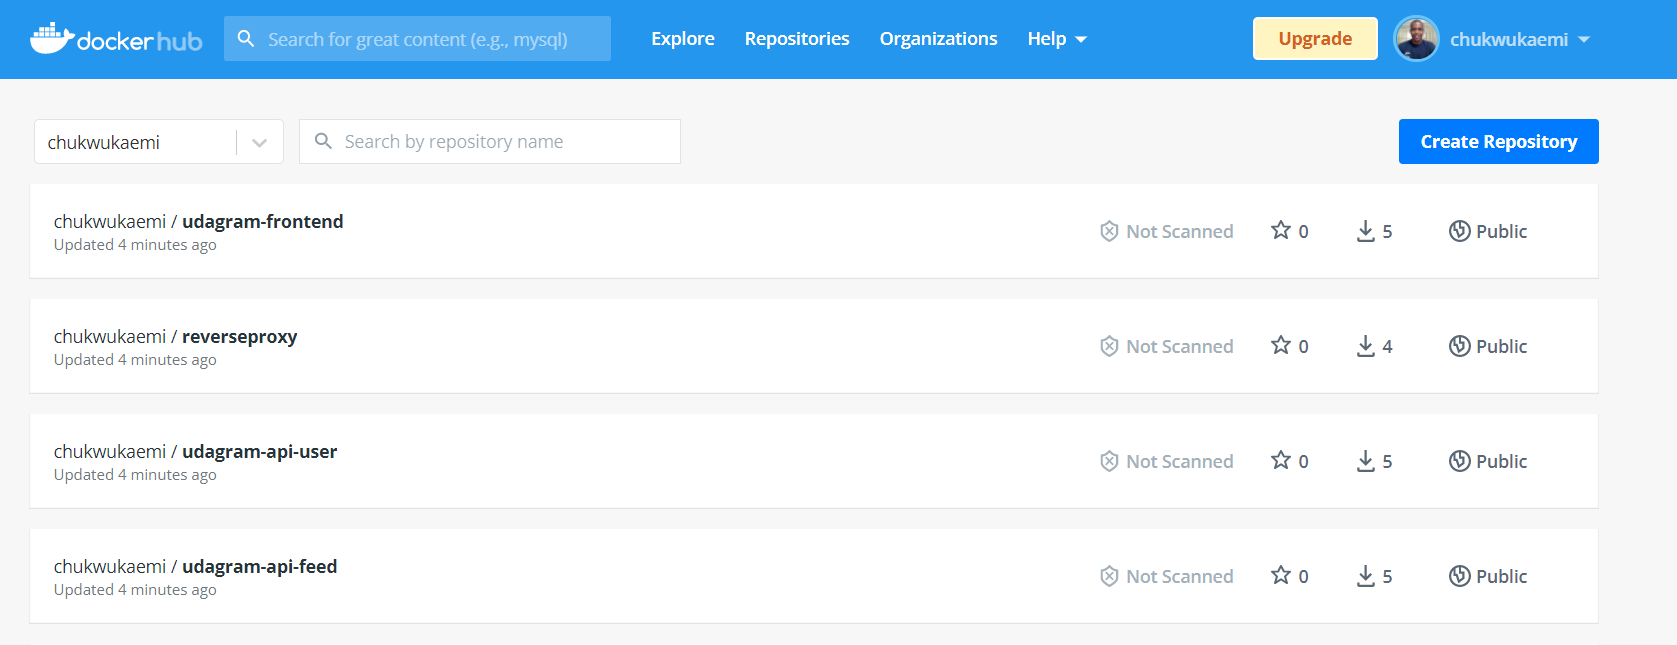 docker hub Search for great content (e.g., mysql) Explore Repositories Organizations Help Upgrade chukwukaemi
chukwukaemi Search by repository name Create Repository
chukwukaemi / udagram-frontend Not Scanned 0 5 Public
Updated 4 minutes ago
chukwukaemi / reverseproxy Not Scanned 0 4 Public
Updated 4 minutes ago
chukwukaemi / udagram-api-user Not Scanned 0 5 Public
Updated 4 minutes ago
chukwukaemi / udagram-api-feed Not Scanned 0 5 Public
Updated 4 minutes ago